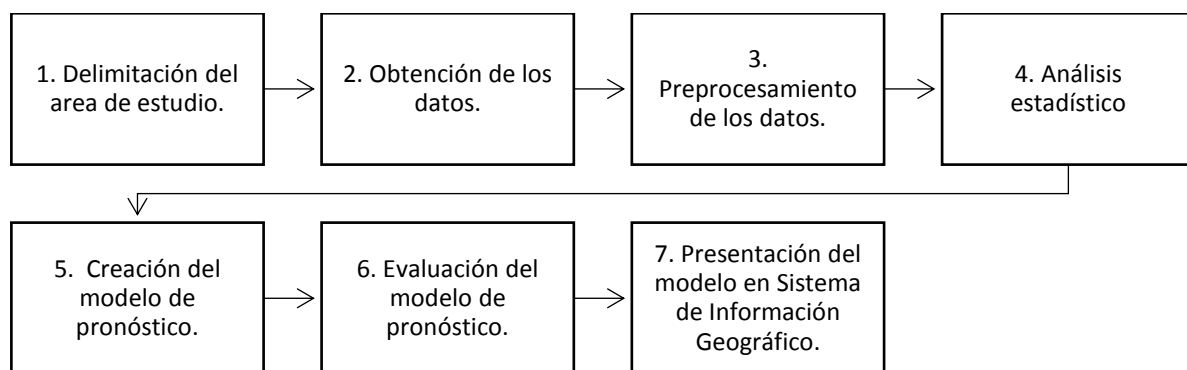 1. Delimitación del
area de estudio.
2. Obtención de los
datos.
3.
Preprocesamiento
de los datos.
4. Análisis
estadístico
5. Creación del
modelo de
pronóstico.
6. Evaluación del
modelo de
pronóstico.
7. Presentación del
modelo en Sistema
de Información
Geográfico.